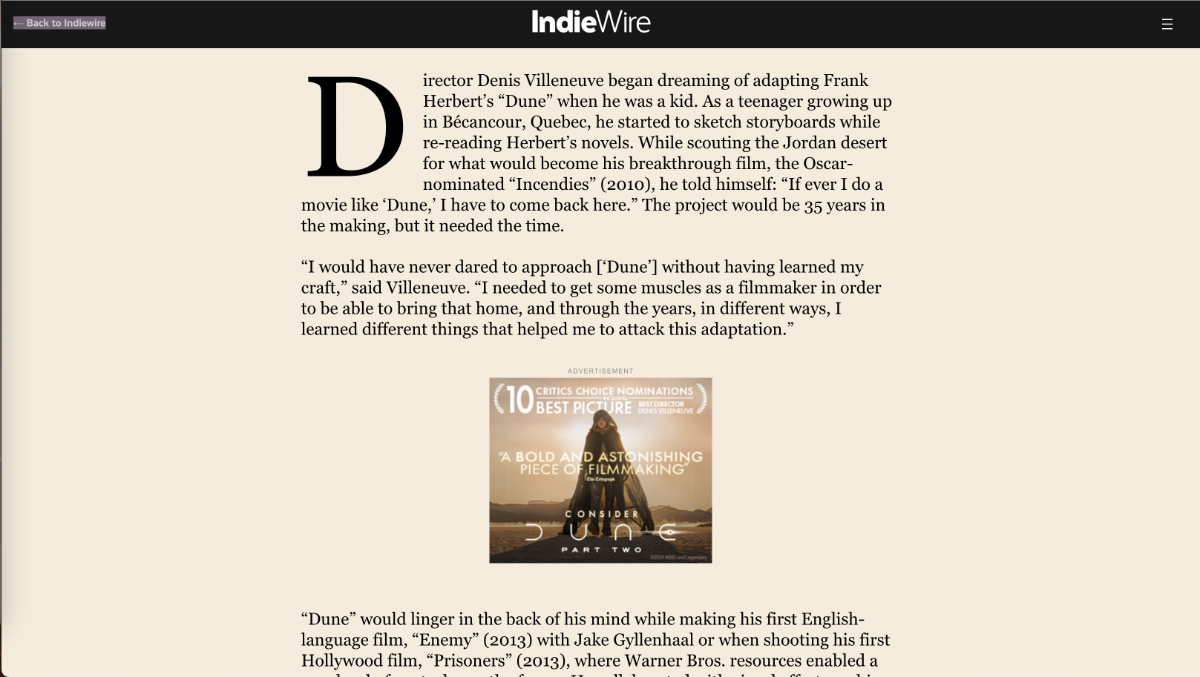 ← Back to Indiewire
IndieWire
Director Denis Villeneuve began dreaming of adapting Frank
Herbert’s “Dune” when he was a kid. As a teenager growing up
in Bécancour, Quebec, he started to sketch storyboards while
re-reading Herbert’s novels. While scouting the Jordan desert
for what would become his breakthrough film, the Oscar-
nominated “Incendies” (2010), he told himself: “If ever I do a
movie like ‘Dune,’ I have to come back here.” The project would be 35 years in
the making, but it needed the time.
“I would have never dared to approach [‘Dune’] without having learned my
craft,” said Villeneuve. “I needed to get some muscles as a filmmaker in order
to be able to bring that home, and through the years, in different ways, I
learned different things that helped me to attack this adaptation.”
ADVERTISEMENT
10 CRITICS CHOICE NOMINATIONS
INCLUDING
BEST PICTURE BEST DIRECTOR
DENIS VILLENEUVE
“A BOLD AND ASTONISHING
PIECE OF FILMMAKING”
The Telegraph
CONSIDER
DUNE
PART TWO
©2024 WBEI and Legendary
“Dune” would linger in the back of his mind while making his first English-
language film, “Enemy” (2013) with Jake Gyllenhaal or when shooting his first
Hollywood film, “Prisoners” (2013), where Warner Bros. resources enabled a